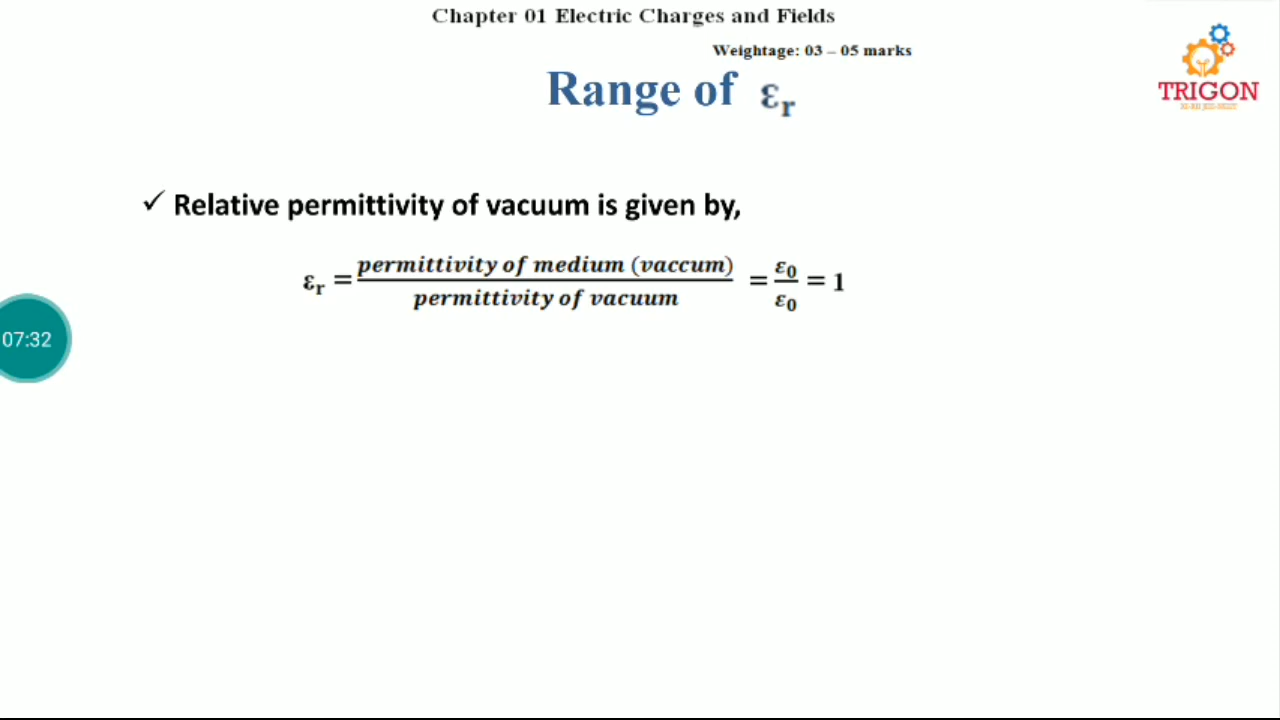 Chapter 01 Electric Charges and Fields
Weightage: 03 – 05 marks
Range of εr
TRIGON
✓ Relative permittivity of vacuum is given by,
εr = permittivity of medium (vaccum) / permittivity of vacuum = ε0 / ε0 = 1
07:32